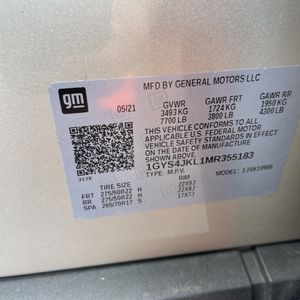 gm
MFD BY GENERAL MOTORS LLC
05/21 GVWR GAWR FRT GAWR RR
3493 KG 1724 KG 1950 KG
7700 LB 3800 LB 4300 LB
THIS VEHICLE CONFORMS TO ALL
APPLICABLE U.S. FEDERAL MOTOR
VEHICLE SAFETY STANDARDS
IN EFFECT ON THE DATE OF MANUFACTURE
SHOWN ABOVE
1GYS4JKL1MR355183
317E TYPE: M.P.V. MODEL:
TIRE SIZE RIM
FRT 275/50R22 H 22X9J
RR 275/50R22 H 22X9J
SPA 265/70R17 S 17X7J